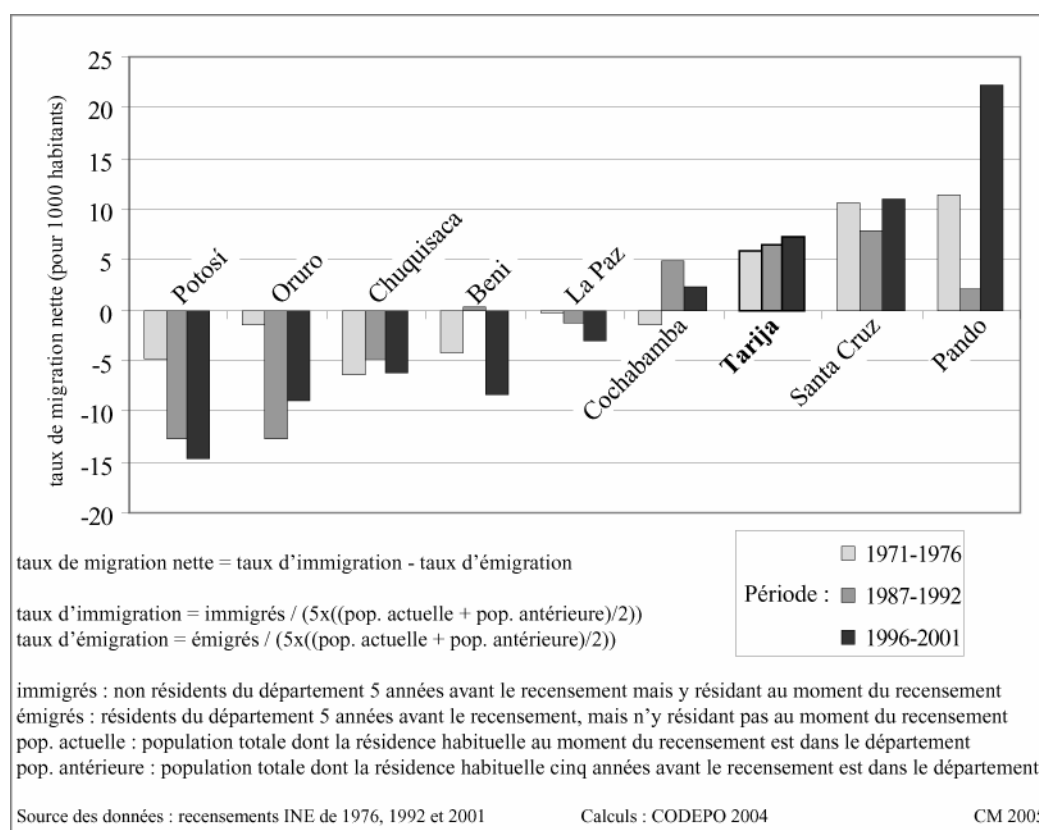 taux de migration nette (pour 1000 habitants)
25
20
15
10
5
0
-5
-10
-15
-20
Potosí
Oruro
Chuquisaca
Beni
La Paz
Cochabamba
Tarija
Santa Cruz
Pando
taux de migration nette = taux d'immigration - taux d'émigration
taux d'immigration = immigrés / (5x((pop. actuelle + pop. antérieure)/2))
taux d'émigration = émigrés / (5x((pop. actuelle + pop. antérieure)/2))
Période :
1971-1976
1987-1992
1996-2001
immigrés : non résidents du département 5 années avant le recensement mais y résidant au moment du recensement
émigrés : résidents du département 5 années avant le recensement, mais n'y résidant pas au moment du recensement
pop. actuelle : population totale dont la résidence habituelle au moment du recensement est dans le département
pop. antérieure : population totale dont la résidence habituelle cinq années avant le recensement est dans le département
Source des données : recensements INE de 1976, 1992 et 2001 Calculs : CODEPO 2004 CM 2005